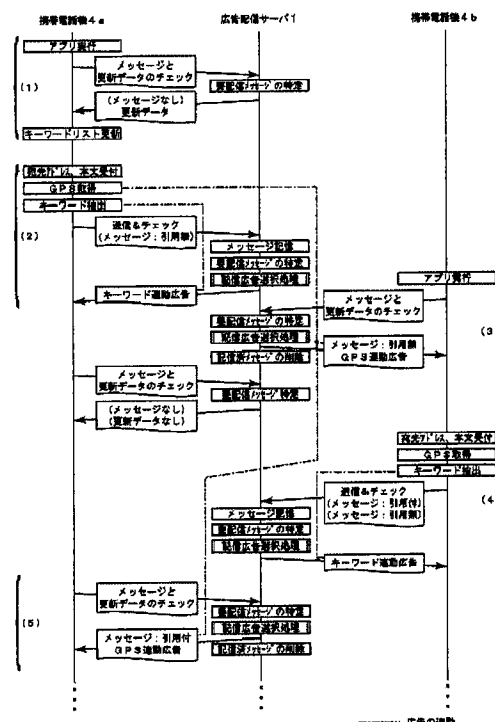 携帯電話機4a
広告配信サーバ1
携帯電話機4b
アプリ実行
メッセージと
更新データのチェック
(1)
要配信メッセージの特定
(メッセージなし)
更新データ
キーワードリスト更新
宛先アドレス、本文受付
GPS取得
キーワード抽出
(2)
送信&チェック
(メッセージ:引用無)
メッセージ記憶
要配信メッセージの特定
配信広告選択処理
キーワード連動広告
アプリ実行
メッセージと
更新データのチェック
(3
要配信メッセージの特定
配信広告選択処理
メッセージ:引用無
GPS連動広告
配信済メッセージの削除
メッセージと
更新データのチェック
要配信メッセージ特定
(メッセージなし)
(更新データなし)
宛先アドレス、本文受付
GPS取得
キーワード抽出
送信&チェック
(メッセージ:引用付)
(メッセージ:引用無)
(4
メッセージ記憶
要配信メッセージの特定
配信広告選択処理
キーワード連動広告
メッセージと
更新データのチェック
(5)
要配信メッセージの特定
配信広告選択処理
メッセージ:引用付
GPS連動広告
配信済メッセージの削除
広告の連動